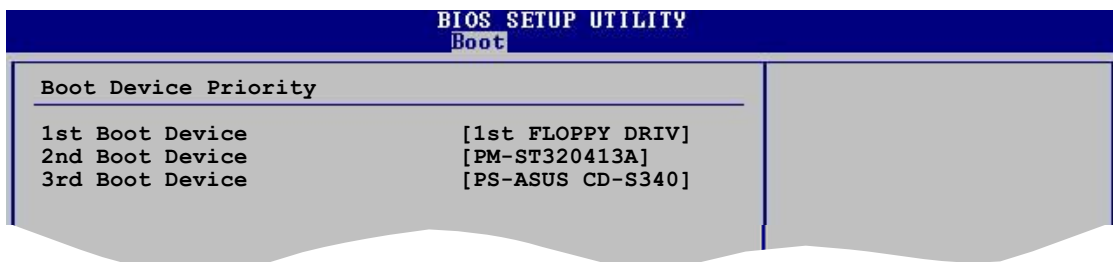 BIOS SETUP UTILITY
Boot
Boot Device Priority
1st Boot Device [1st FLOPPY DRIV]
2nd Boot Device [PM-ST320413A]
3rd Boot Device [PS-ASUS CD-S340]